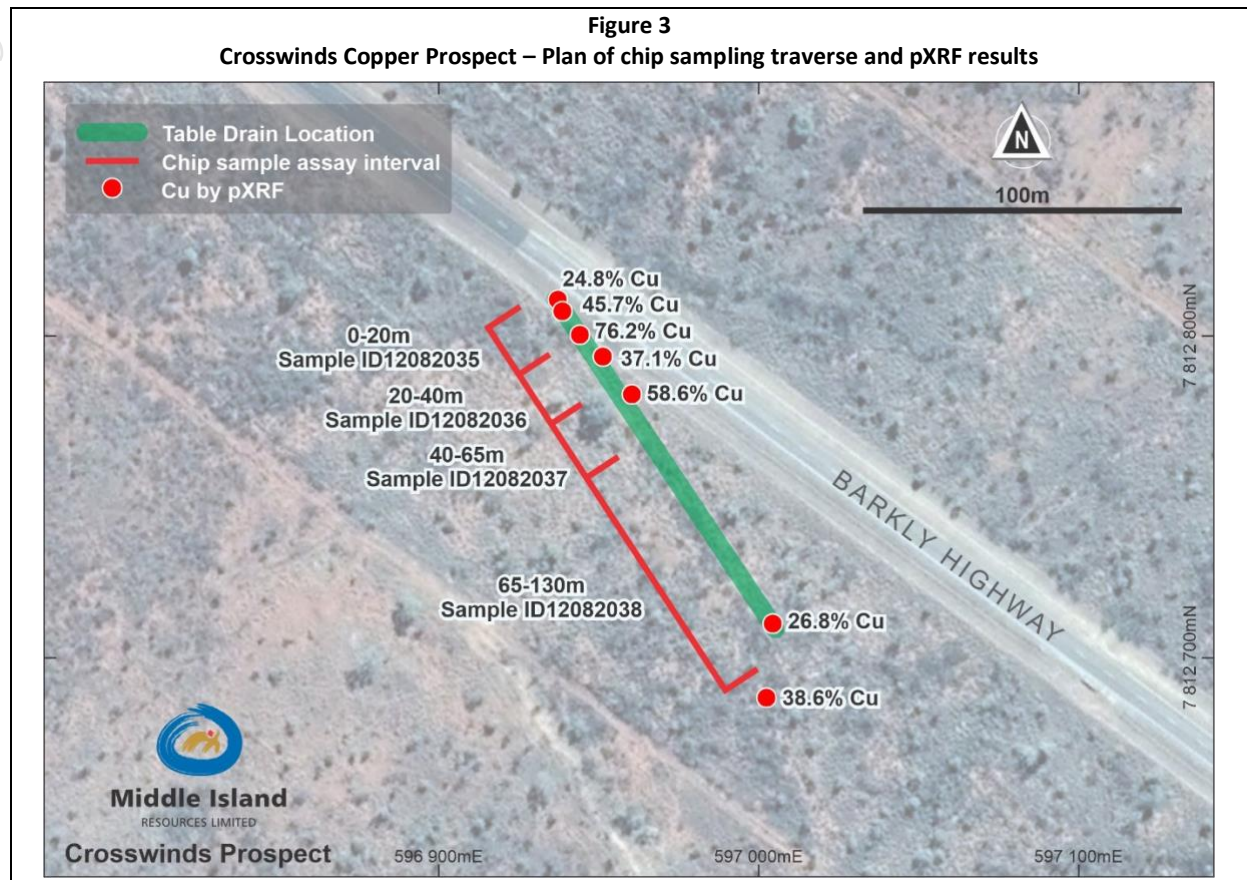 Figure 3
Crosswinds Copper Prospect – Plan of chip sampling traverse and pXRF results
Table Drain Location
Chip sample assay interval
Cu by pXRF
N
100m
24.8% Cu
45.7% Cu
76.2% Cu
37.1% Cu
58.6% Cu
0-20m
Sample ID12082035
20-40m
Sample ID12082036
40-65m
Sample ID12082037
65-130m
Sample ID12082038
26.8% Cu
38.6% Cu
BARKLY HIGHWAY
7 812 800mN
7 812 700mN
Middle Island
RESOURCES LIMITED
Crosswinds Prospect
596 900mE
597 000mE
597 100mE